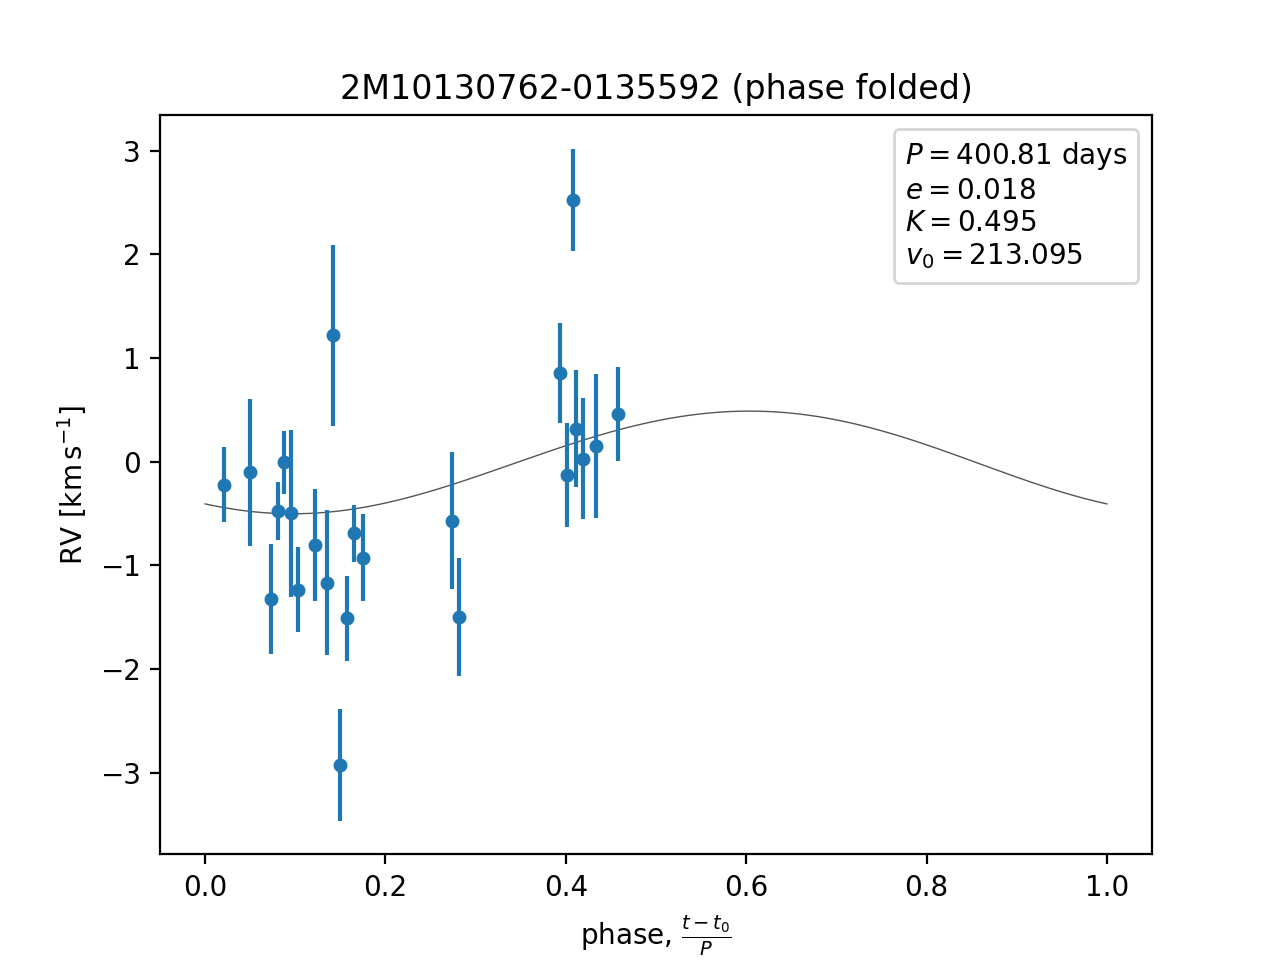 2M10130762-0135592 (phase folded)
P = 400.81 days
e = 0.018
K = 0.495
v₀ = 213.095
3
2
1
0
−1
−2
−3
RV [km s⁻¹]
0.0 0.2 0.4 0.6 0.8 1.0
phase, (t − t₀)/P